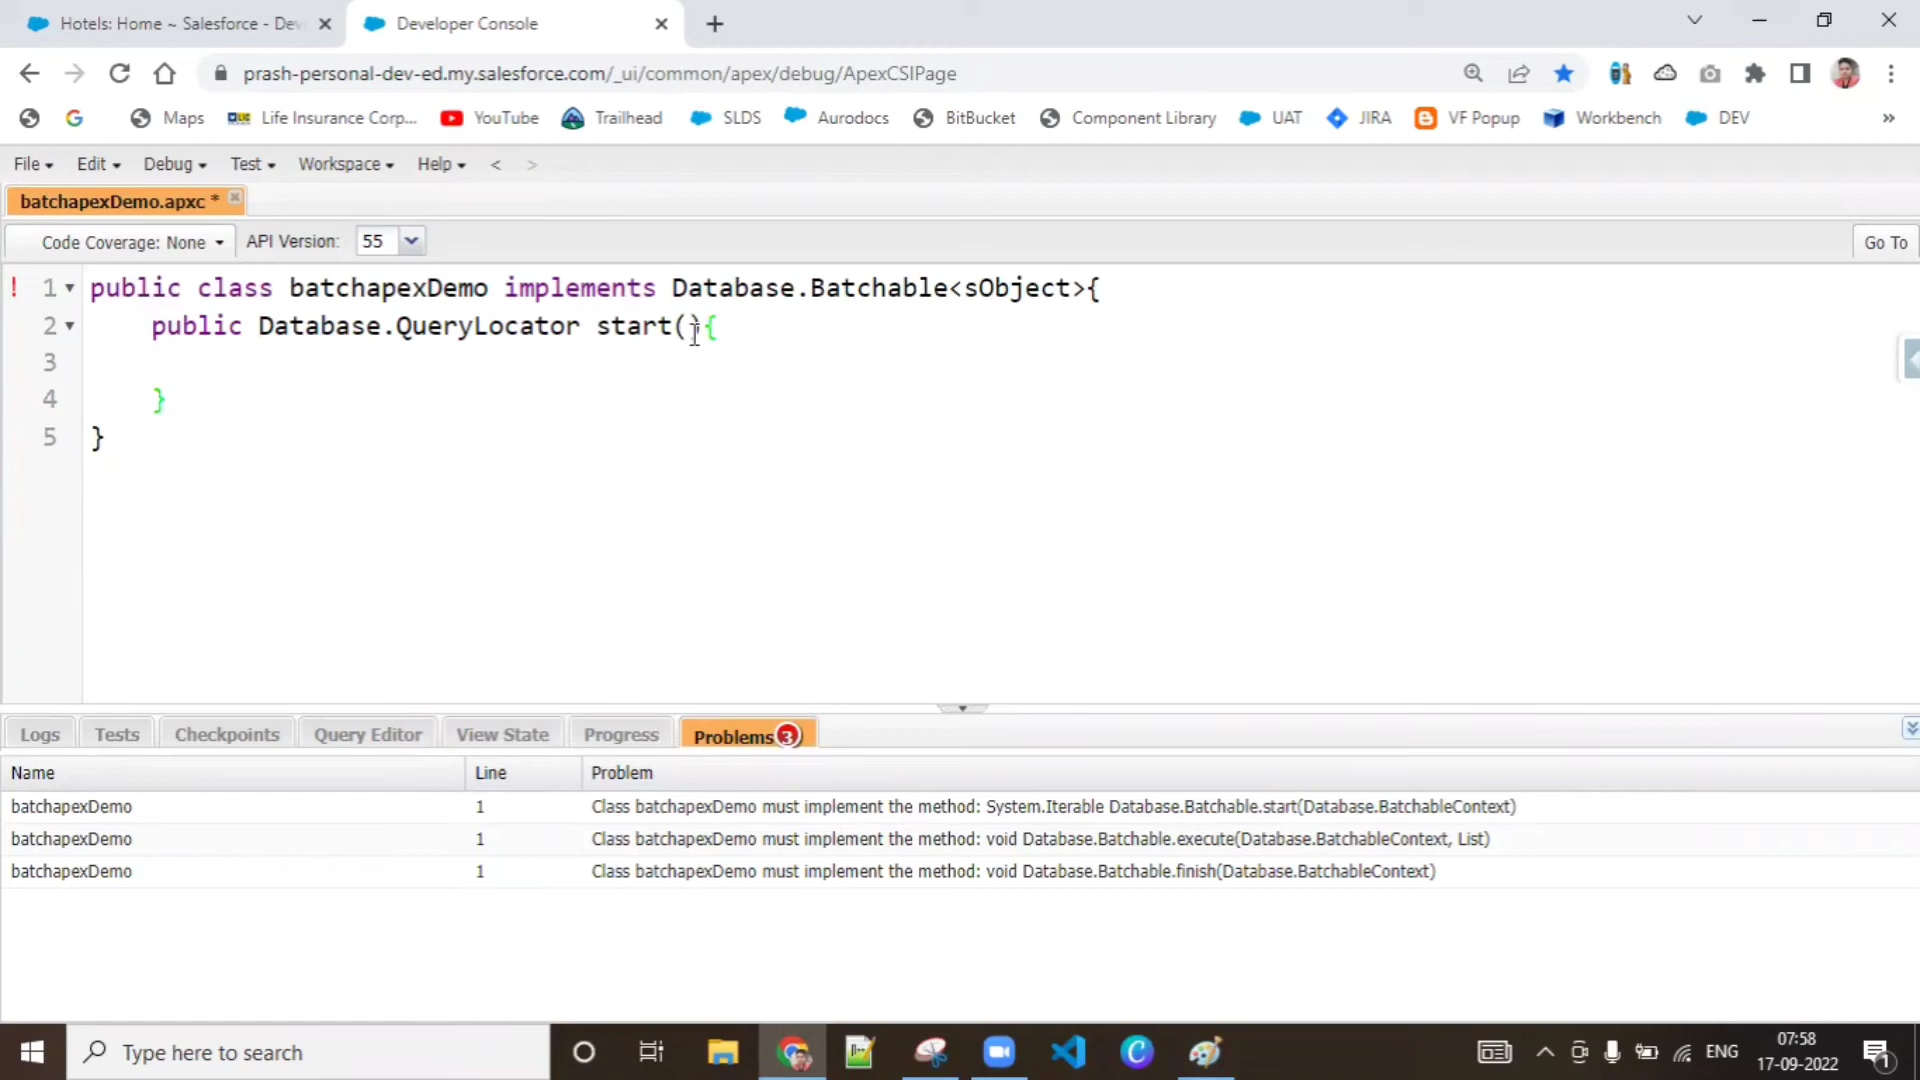 Hotels: Home ~ Salesforce - Dev
Developer Console
prash-personal-dev-ed.my.salesforce.com/_ui/common/apex/debug/ApexCSIPage
Maps
Life Insurance Corp...
YouTube
Trailhead
SLDS
Aurodocs
BitBucket
Component Library
UAT
JIRA
VF Popup
Workbench
DEV
»
File Edit Debug Test Workspace Help < >
batchapexDemo.apxc *
Code Coverage: None API Version: 55 Go To
! 1 public class batchapexDemo implements Database.Batchable<sObject>{
2 public Database.QueryLocator start(){
3
4 }
5 }
Logs Tests Checkpoints Query Editor View State Progress Problems 3
Name Line Problem
batchapexDemo 1 Class batchapexDemo must implement the method: System.Iterable Database.Batchable.start(Database.BatchableContext)
batchapexDemo 1 Class batchapexDemo must implement the method: void Database.Batchable.execute(Database.BatchableContext, List)
batchapexDemo 1 Class batchapexDemo must implement the method: void Database.Batchable.finish(Database.BatchableContext)
Type here to search
ENG
07:58
17-09-2022
1